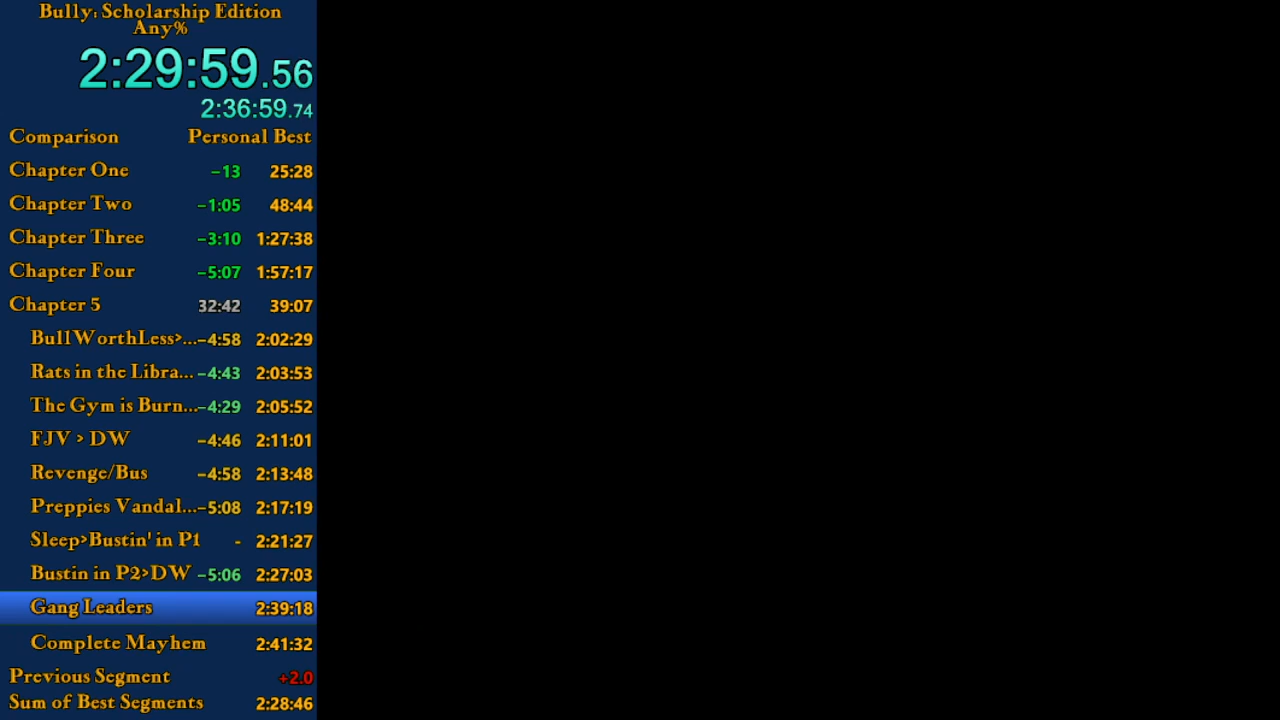 Bully: Scholarship Edition
Any%
2:29:59.56
2:36:59.74
Comparison Personal Best
Chapter One -13 25:28
Chapter Two -1:05 48:44
Chapter Three -3:10 1:27:38
Chapter Four -5:07 1:57:17
Chapter 5 32:42 39:07
BullWorthLess>... -4:58 2:02:29
Rats in the Libra... -4:43 2:03:53
The Gym is Burn... -4:29 2:05:52
FJV > DW -4:46 2:11:01
Revenge/Bus -4:58 2:13:48
Preppies Vandal... -5:08 2:17:19
Sleep>Bustin' in P1 - 2:21:27
Bustin in P2>DW -5:06 2:27:03
Gang Leaders 2:39:18
Complete Mayhem 2:41:32
Previous Segment +2.0
Sum of Best Segments 2:28:46